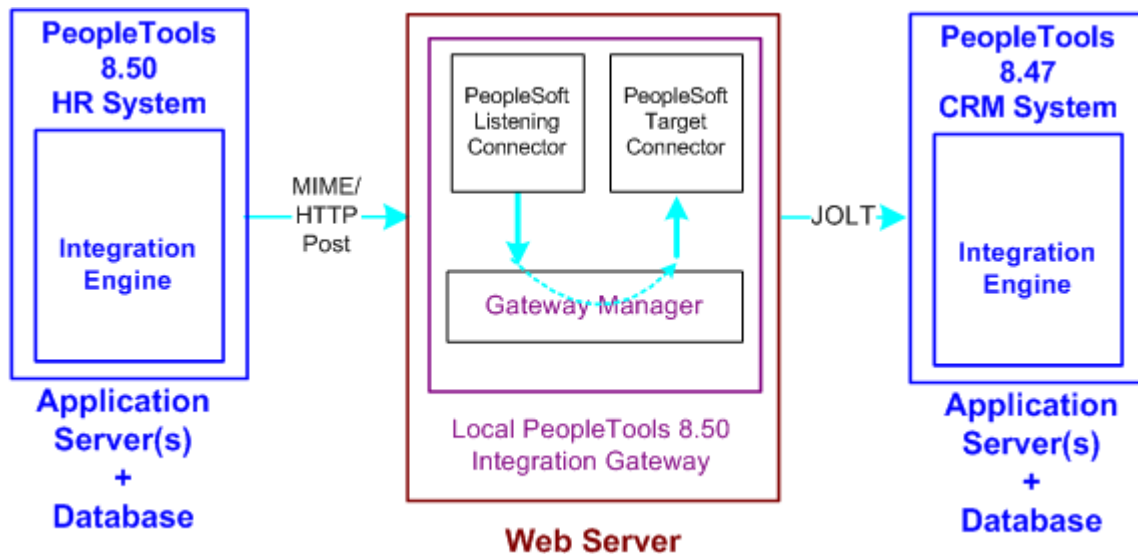 PeopleTools
8.50
HR System
Integration
Engine
Application
Server(s)
+
Database
MIME/
HTTP
Post
PeopleSoft
Listening
Connector
PeopleSoft
Target
Connector
Gateway Manager
Local PeopleTools 8.50
Integration Gateway
Web Server
JOLT
PeopleTools
8.47
CRM System
Integration
Engine
Application
Server(s)
+
Database